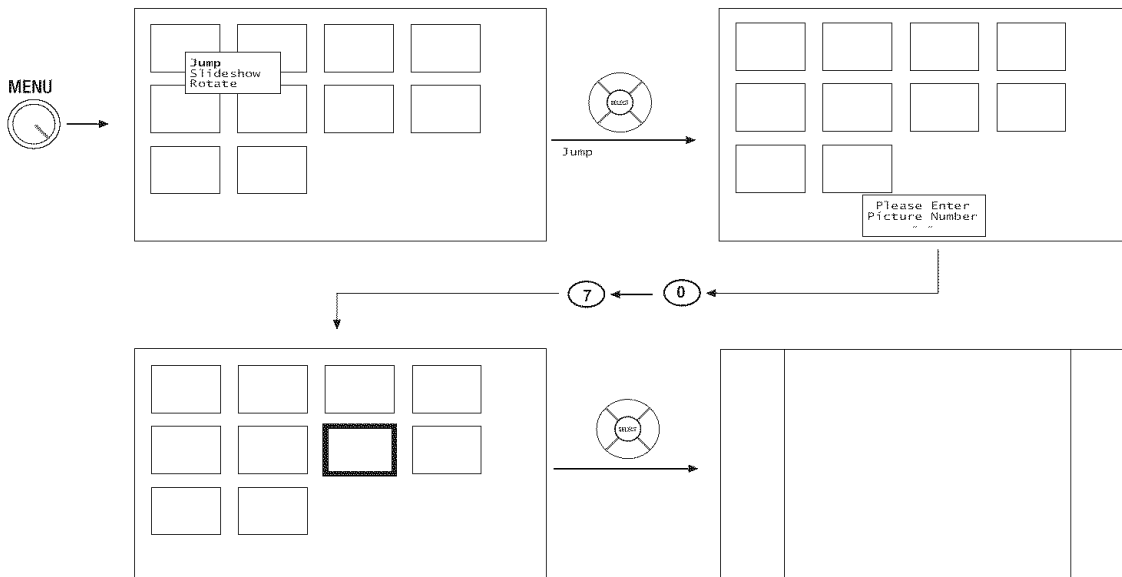 MENU
Jump
Slideshow
Rotate
SELECT
Jump
Please Enter
Picture Number
″ ″
7
0
SELECT